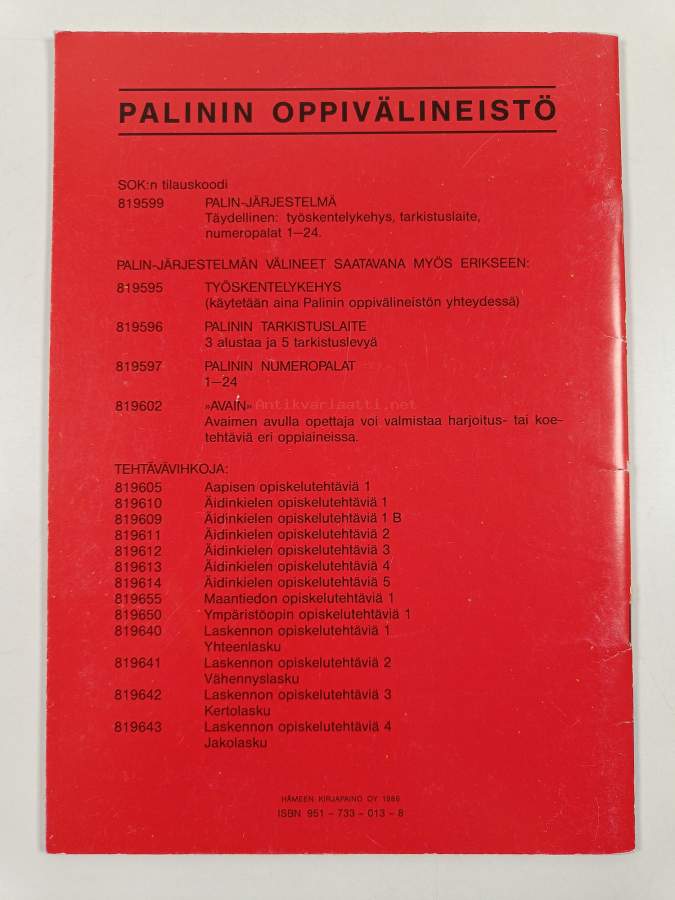 PALININ OPPIVÄLINEISTÖ
SOK:n tilauskoodi
819599 PALIN-JÄRJESTELMÄ
Täydellinen: työskentelykehys, tarkistuslaite,
numeropalat 1—24.
PALIN-JÄRJESTELMÄN VÄLINEET SAATAVANA MYÖS ERIKSEEN:
819595 TYÖSKENTELYKEHYS
(käytetään aina Palinin oppivälineistön yhteydessä)
819596 PALININ TARKISTUSLAITE
3 alustaa ja 5 tarkistuslevyä
819597 PALININ NUMEROPALAT
1—24
819602 »AVAIN»
Antikvariaatti.net
Avaimen avulla opettaja voi valmistaa harjoitus- tai koe-
tehtäviä eri oppiaineissa.
TEHTÄVÄVIHKOJA:
819605 Aapisen opiskelutehtäviä 1
819610 Äidinkielen opiskelutehtäviä 1
819609 Äidinkielen opiskelutehtäviä 1 B
819611 Äidinkielen opiskelutehtäviä 2
819612 Äidinkielen opiskelutehtäviä 3
819613 Äidinkielen opiskelutehtäviä 4
819614 Äidinkielen opiskelutehtäviä 5
819655 Maantiedon opiskelutehtäviä 1
819650 Ympäristöopin opiskelutehtäviä 1
819640 Laskennon opiskelutehtäviä 1
Yhteenlasku
819641 Laskennon opiskelutehtäviä 2
Vähennyslasku
819642 Laskennon opiskelutehtäviä 3
Kertolasku
819643 Laskennon opiskelutehtäviä 4
Jakolasku
HÄMEEN KIRJAPAINO OY 1986
ISBN 951 – 733 – 013 – 8